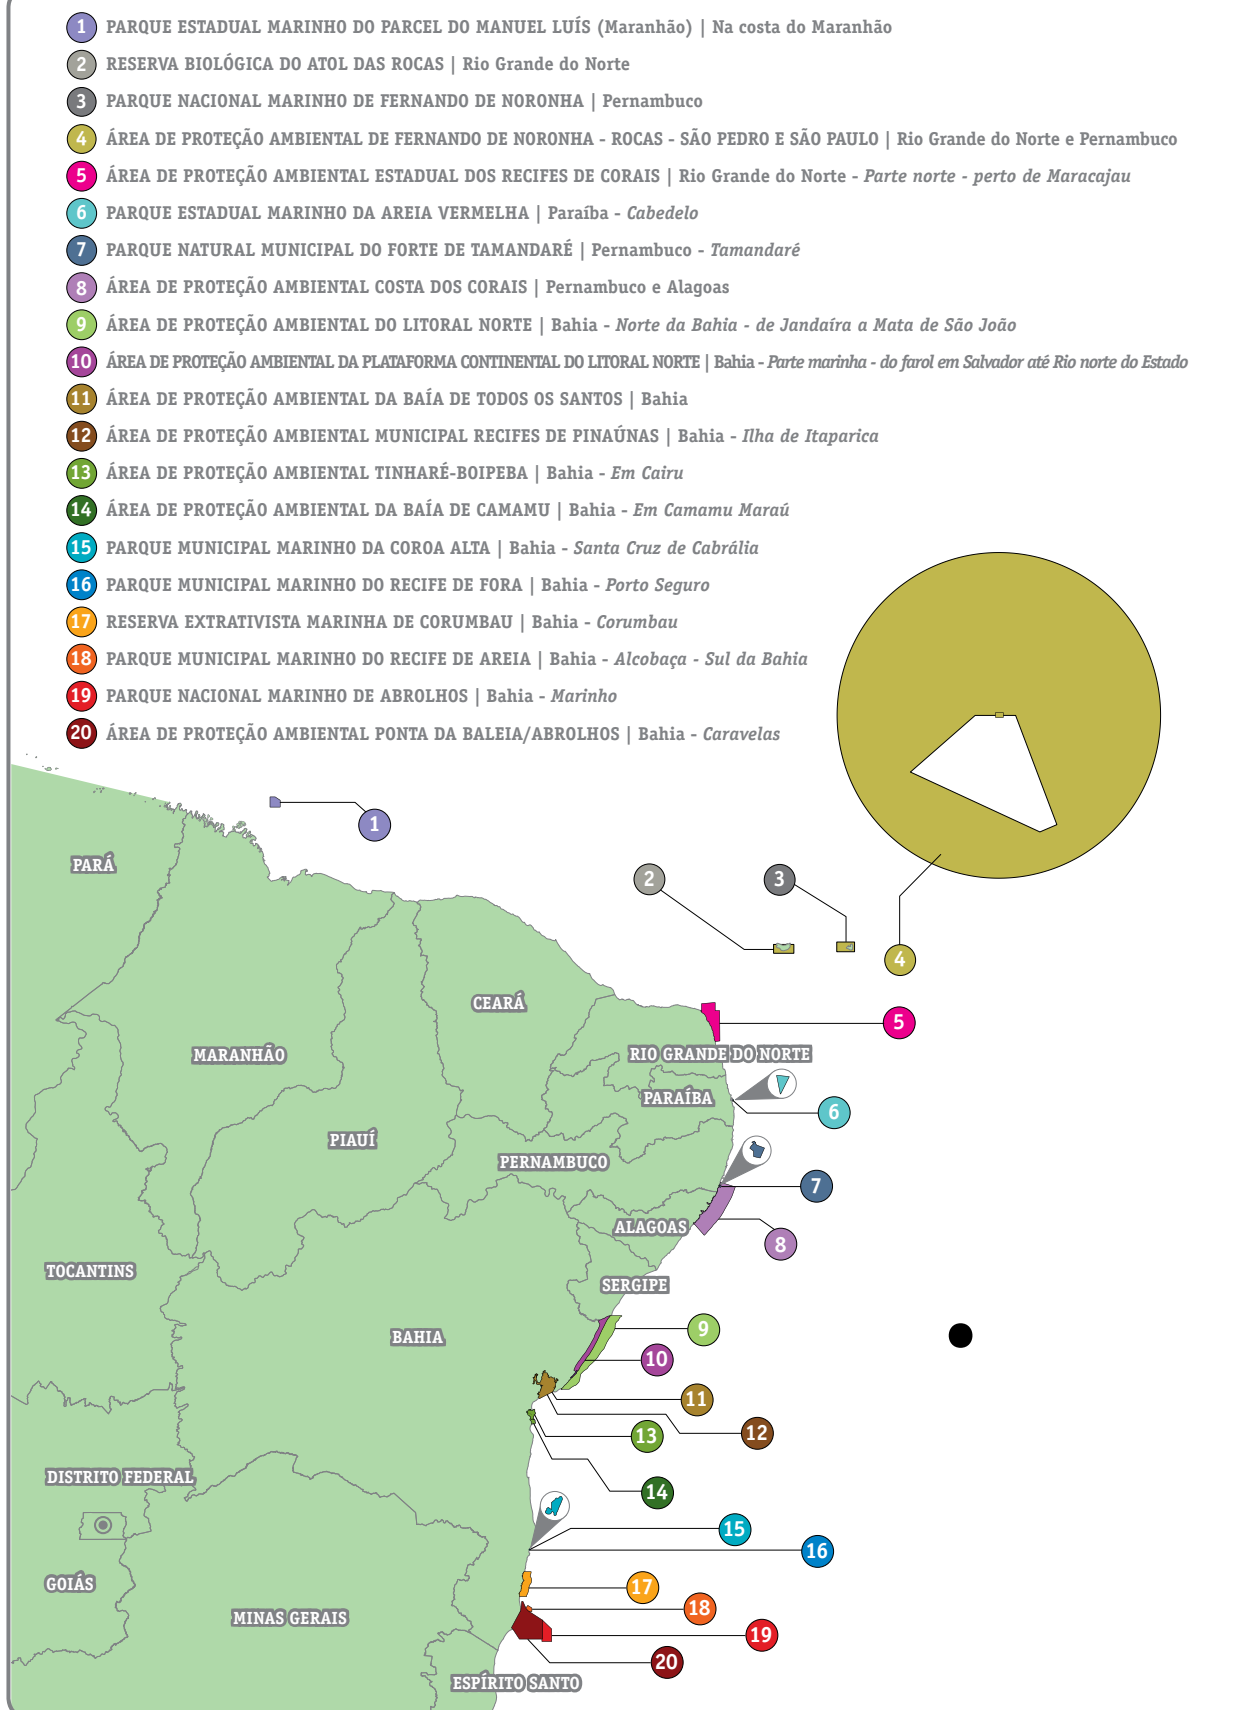 1 PARQUE ESTADUAL MARINHO DO PARCEL DO MANUEL LUÍS (Maranhão) | Na costa do Maranhão
2 RESERVA BIOLÓGICA DO ATOL DAS ROCAS | Rio Grande do Norte
3 PARQUE NACIONAL MARINHO DE FERNANDO DE NORONHA | Pernambuco
4 ÁREA DE PROTEÇÃO AMBIENTAL DE FERNANDO DE NORONHA - ROCAS - SÃO PEDRO E SÃO PAULO | Rio Grande do Norte e Pernambuco
5 ÁREA DE PROTEÇÃO AMBIENTAL ESTADUAL DOS RECIFES DE CORAIS | Rio Grande do Norte - Parte norte - perto de Maracajau
6 PARQUE ESTADUAL MARINHO DA AREIA VERMELHA | Paraíba - Cabedelo
7 PARQUE NATURAL MUNICIPAL DO FORTE DE TAMANDARÉ | Pernambuco - Tamandaré
8 ÁREA DE PROTEÇÃO AMBIENTAL COSTA DOS CORAIS | Pernambuco e Alagoas
9 ÁREA DE PROTEÇÃO AMBIENTAL DO LITORAL NORTE | Bahia - Norte da Bahia - de Jandaíra a Mata de São João
10 ÁREA DE PROTEÇÃO AMBIENTAL DA PLATAFORMA CONTINENTAL DO LITORAL NORTE | Bahia - Parte marinha - do farol em Salvador até Rio norte do Estado
11 ÁREA DE PROTEÇÃO AMBIENTAL DA BAÍA DE TODOS OS SANTOS | Bahia
12 ÁREA DE PROTEÇÃO AMBIENTAL MUNICIPAL RECIFES DE PINAÚNAS | Bahia - Ilha de Itaparica
13 ÁREA DE PROTEÇÃO AMBIENTAL TINHARÉ-BOIPEBA | Bahia - Em Cairu
14 ÁREA DE PROTEÇÃO AMBIENTAL DA BAÍA DE CAMAMU | Bahia - Em Camamu Maraú
15 PARQUE MUNICIPAL MARINHO DA COROA ALTA | Bahia - Santa Cruz de Cabrália
16 PARQUE MUNICIPAL MARINHO DO RECIFE DE FORA | Bahia - Porto Seguro
17 RESERVA EXTRATIVISTA MARINHA DE CORUMBAU | Bahia - Corumbau
18 PARQUE MUNICIPAL MARINHO DO RECIFE DE AREIA | Bahia - Alcobaça - Sul da Bahia
19 PARQUE NACIONAL MARINHO DE ABROLHOS | Bahia - Marinho
20 ÁREA DE PROTEÇÃO AMBIENTAL PONTA DA BALEIA/ABROLHOS | Bahia - Caravelas
1
PARÁ
2
3
4
CEARÁ
5
MARANHÃO
RIO GRANDE DO NORTE
PARAÍBA
6
PIAUÍ
PERNAMBUCO
7
ALAGOAS
8
TOCANTINS
SERGIPE
BAHIA
9
10
11
12
13
DISTRITO FEDERAL
14
15
16
GOIÁS
17
MINAS GERAIS
18
19
20
ESPÍRITO SANTO